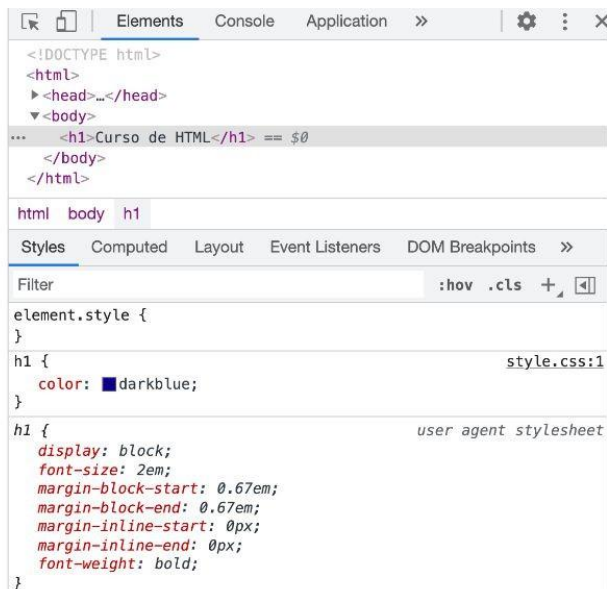 Elements Console Application »
<!DOCTYPE html>
<html>
<head>…</head>
<body>
… <h1>Curso de HTML</h1> == $0
</body>
</html>
html body h1
Styles Computed Layout Event Listeners DOM Breakpoints »
Filter :hov .cls +
element.style {
}
h1 { style.css:1
color: darkblue;
}
h1 { user agent stylesheet
display: block;
font-size: 2em;
margin-block-start: 0.67em;
margin-block-end: 0.67em;
margin-inline-start: 0px;
margin-inline-end: 0px;
font-weight: bold;
}